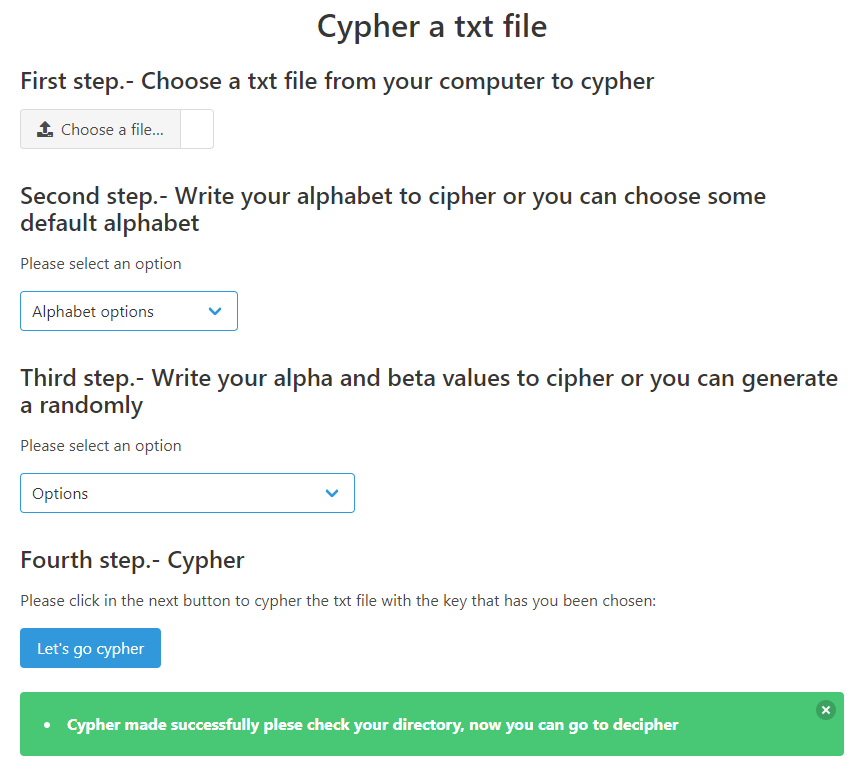 Cypher a txt file
First step.- Choose a txt file from your computer to cypher
Choose a file...
Second step.- Write your alphabet to cipher or you can choose some
default alphabet
Please select an option
Alphabet options
Third step.- Write your alpha and beta values to cipher or you can generate
a randomly
Please select an option
Options
Fourth step.- Cypher
Please click in the next button to cypher the txt file with the key that has you been chosen:
Let's go cypher
• Cypher made successfully plese check your directory, now you can go to decipher